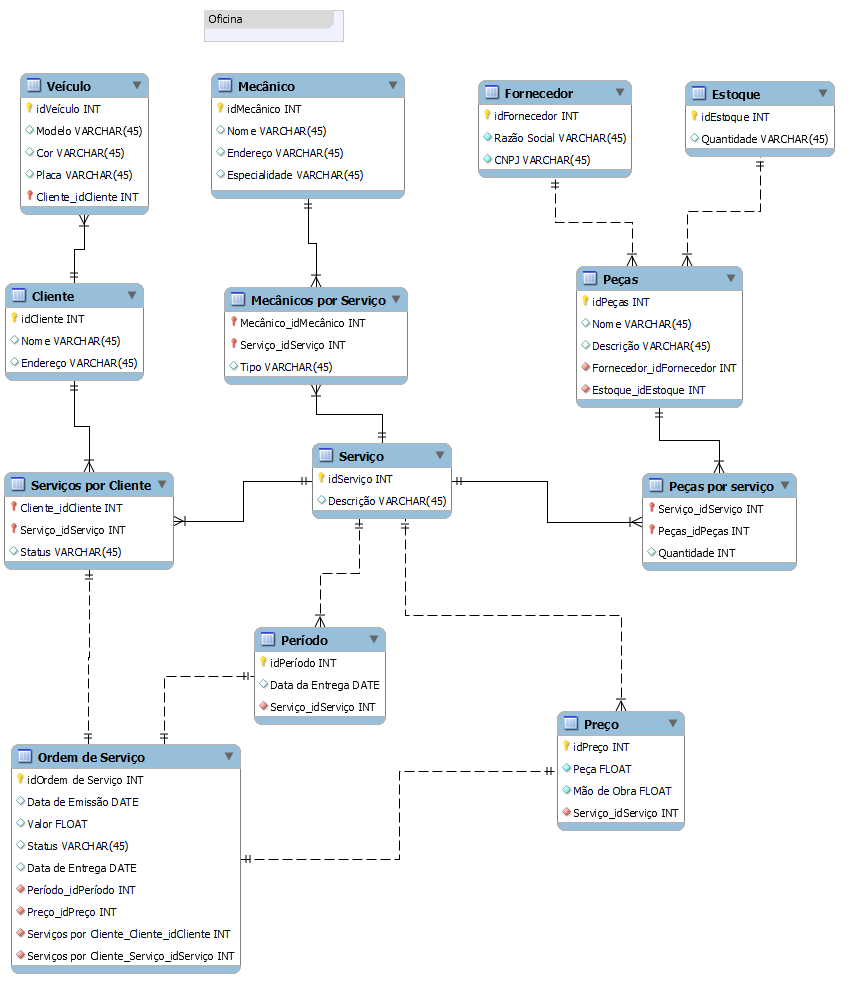 Oficina
Veículo
idVeículo INT
Modelo VARCHAR(45)
Cor VARCHAR(45)
Placa VARCHAR(45)
Cliente_idCliente INT
Mecânico
idMecânico INT
Nome VARCHAR(45)
Endereço VARCHAR(45)
Especialidade VARCHAR(45)
Fornecedor
idFornecedor INT
Razão Social VARCHAR(45)
CNPJ VARCHAR(45)
Estoque
idEstoque INT
Quantidade VARCHAR(45)
Cliente
idCliente INT
Nome VARCHAR(45)
Endereço VARCHAR(45)
Mecânicos por Serviço
Mecânico_idMecânico INT
Serviço_idServiço INT
Tipo VARCHAR(45)
Peças
idPeças INT
Nome VARCHAR(45)
Descrição VARCHAR(45)
Fornecedor_idFornecedor INT
Estoque_idEstoque INT
Serviços por Cliente
Cliente_idCliente INT
Serviço_idServiço INT
Status VARCHAR(45)
Serviço
idServiço INT
Descrição VARCHAR(45)
Peças por serviço
Serviço_idServiço INT
Peças_idPeças INT
Quantidade INT
Período
idPeríodo INT
Data da Entrega DATE
Serviço_idServiço INT
Preço
idPreço INT
Peça FLOAT
Mão de Obra FLOAT
Serviço_idServiço INT
Ordem de Serviço
idOrdem de Serviço INT
Data de Emissão DATE
Valor FLOAT
Status VARCHAR(45)
Data de Entrega DATE
Período_idPeríodo INT
Preço_idPreço INT
Serviços por Cliente_Cliente_idCliente INT
Serviços por Cliente_Serviço_idServiço INT